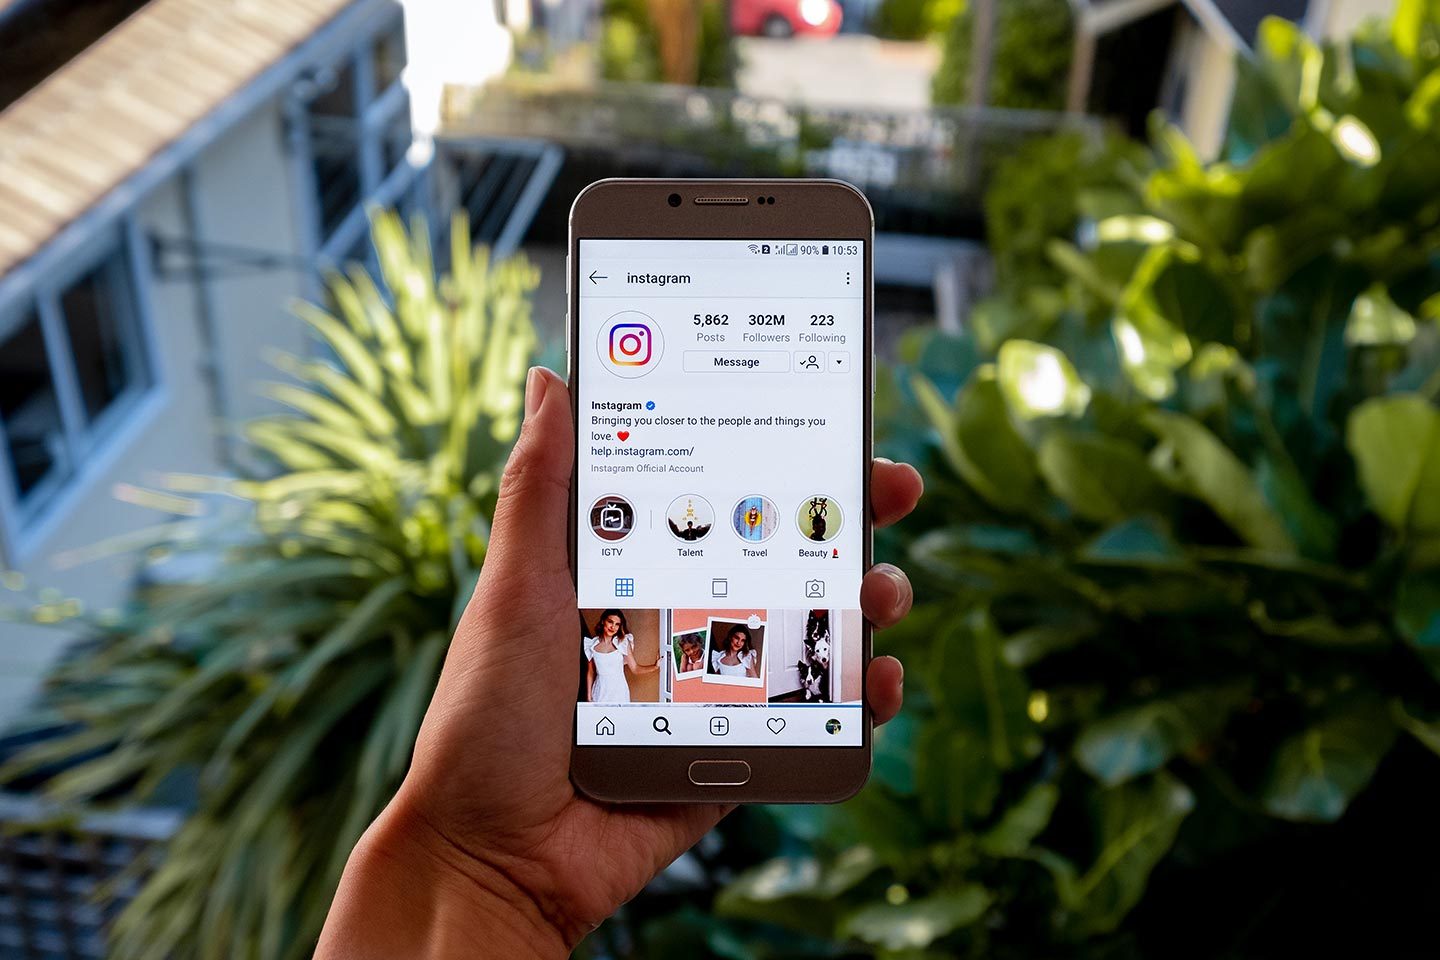 90% 10:53
instagram
5,862 302M 223
Posts Followers Following
Message
Instagram
Bringing you closer to the people and things you
love. ❤️
help.instagram.com/
Instagram Official Account
IGTV Talent Travel Beauty 💄